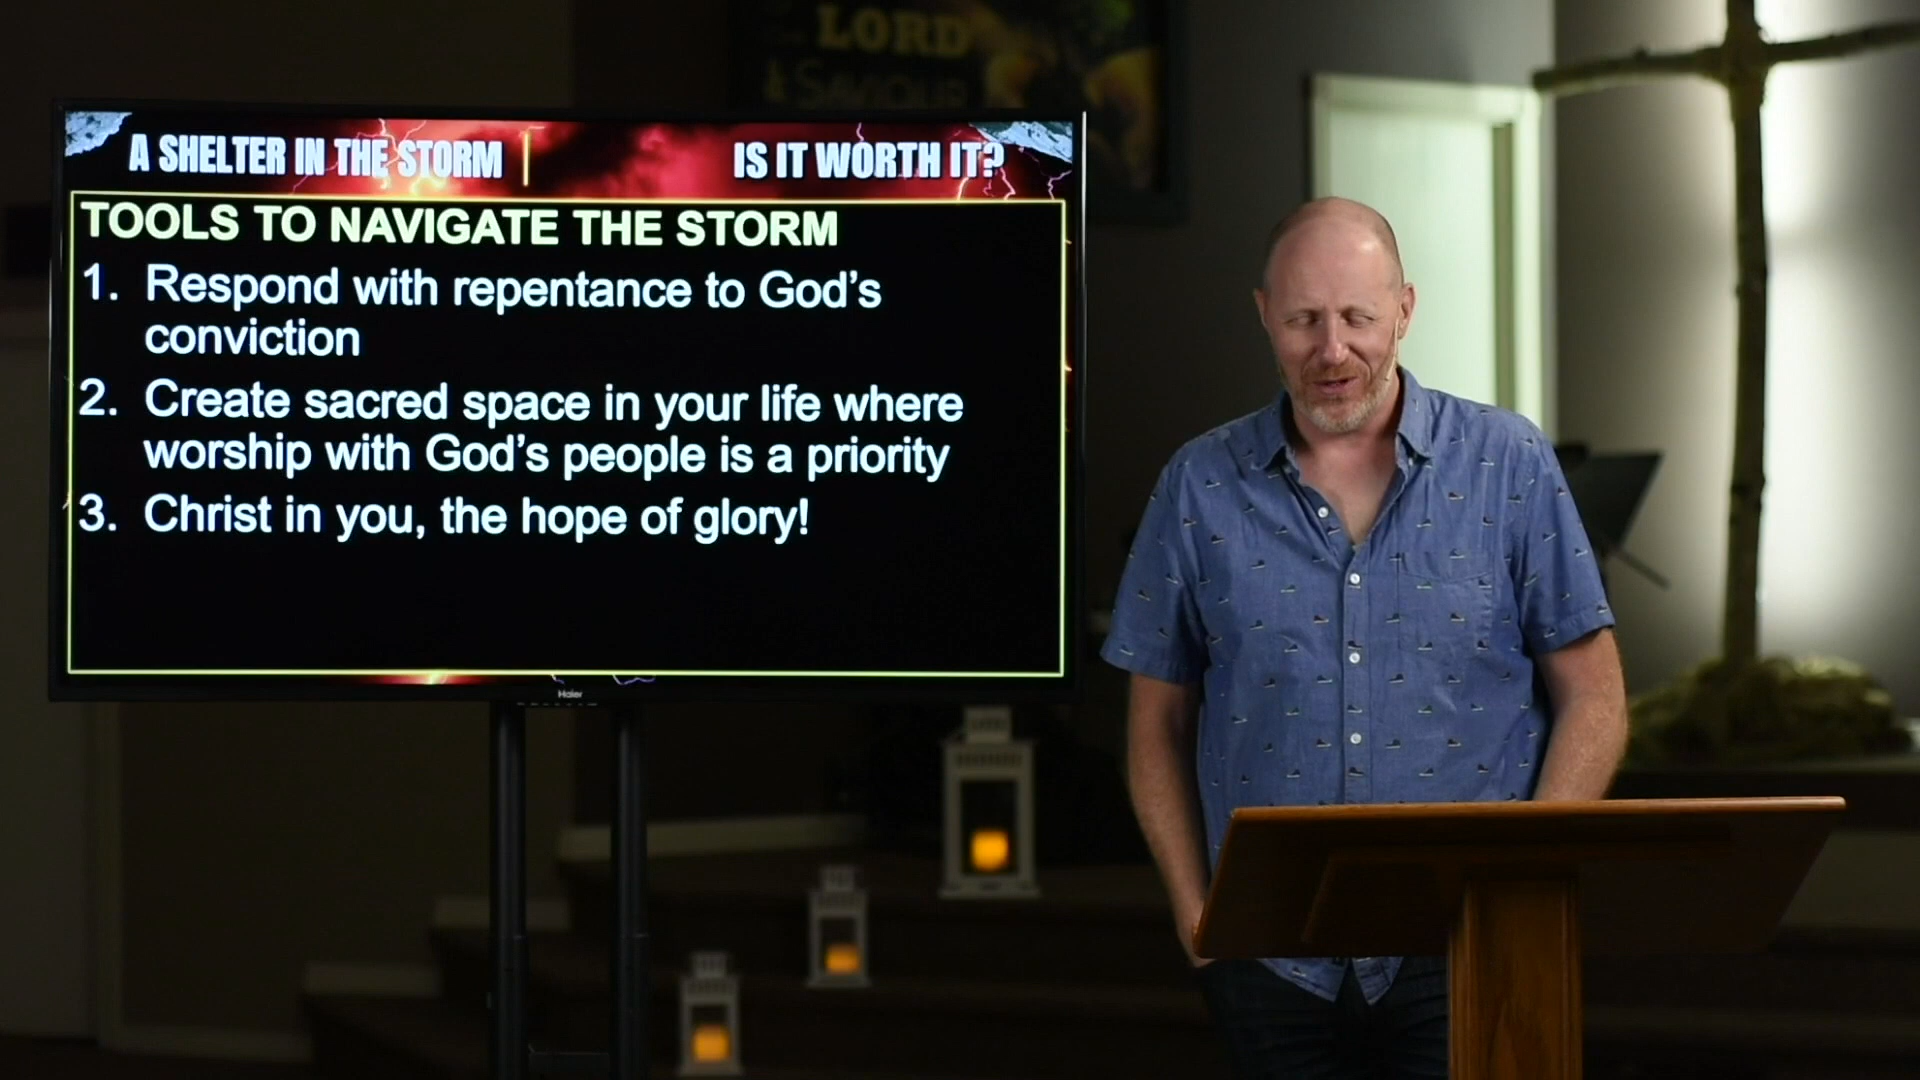 LORD
& SAVIOUR
A SHELTER IN THE STORM
IS IT WORTH IT?
TOOLS TO NAVIGATE THE STORM
1. Respond with repentance to God’s
conviction
2. Create sacred space in your life where
worship with God’s people is a priority
3. Christ in you, the hope of glory!
Haier